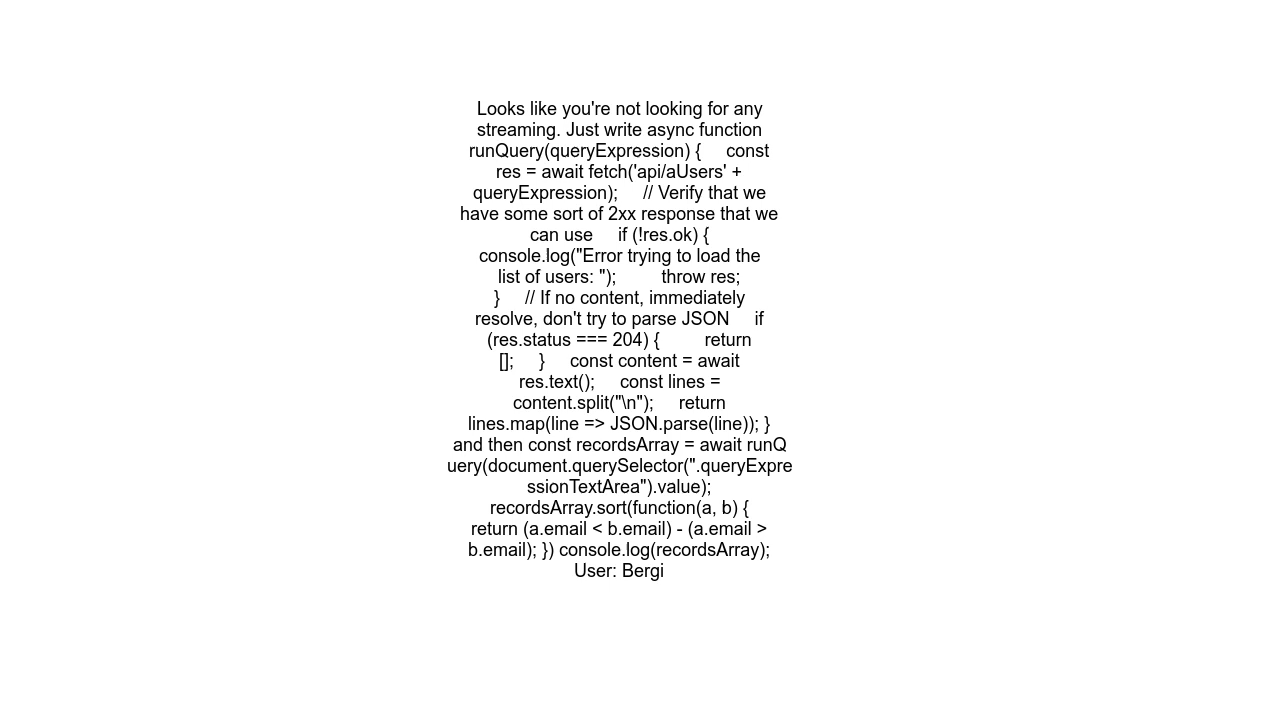 Looks like you're not looking for any
streaming. Just write async function
runQuery(queryExpression) {     const
res = await fetch('api/aUsers' +
queryExpression);     // Verify that we
have some sort of 2xx response that we
can use     if (!res.ok) {
console.log("Error trying to load the
list of users: ");         throw res;
}     // If no content, immediately
resolve, don't try to parse JSON     if
(res.status === 204) {         return
[];     }     const content = await
res.text();     const lines =
content.split("\n");     return
lines.map(line => JSON.parse(line)); }
and then const recordsArray = await runQ
uery(document.querySelector(".queryExpre
ssionTextArea").value);
recordsArray.sort(function(a, b) {
return (a.email < b.email) - (a.email >
b.email); }) console.log(recordsArray);
User: Bergi